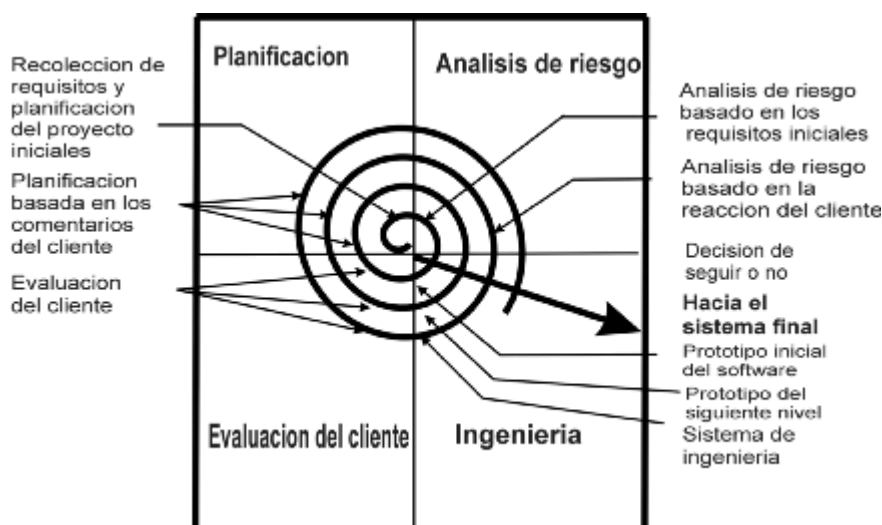 Planificacion
Analisis de riesgo
Recoleccion de
requisitos y
planificacion
del proyecto
iniciales
Planificacion
basada en los
comentarios
del cliente
Evaluacion
del cliente
Analisis de riesgo
basado en los
requisitos iniciales
Analisis de riesgo
basado en la
reaccion del cliente
Decision de
seguir o no
Hacia el
sistema final
Prototipo inicial
del software
Prototipo del
siguiente nivel
Sistema de
ingenieria
Evaluacion del cliente
Ingenieria